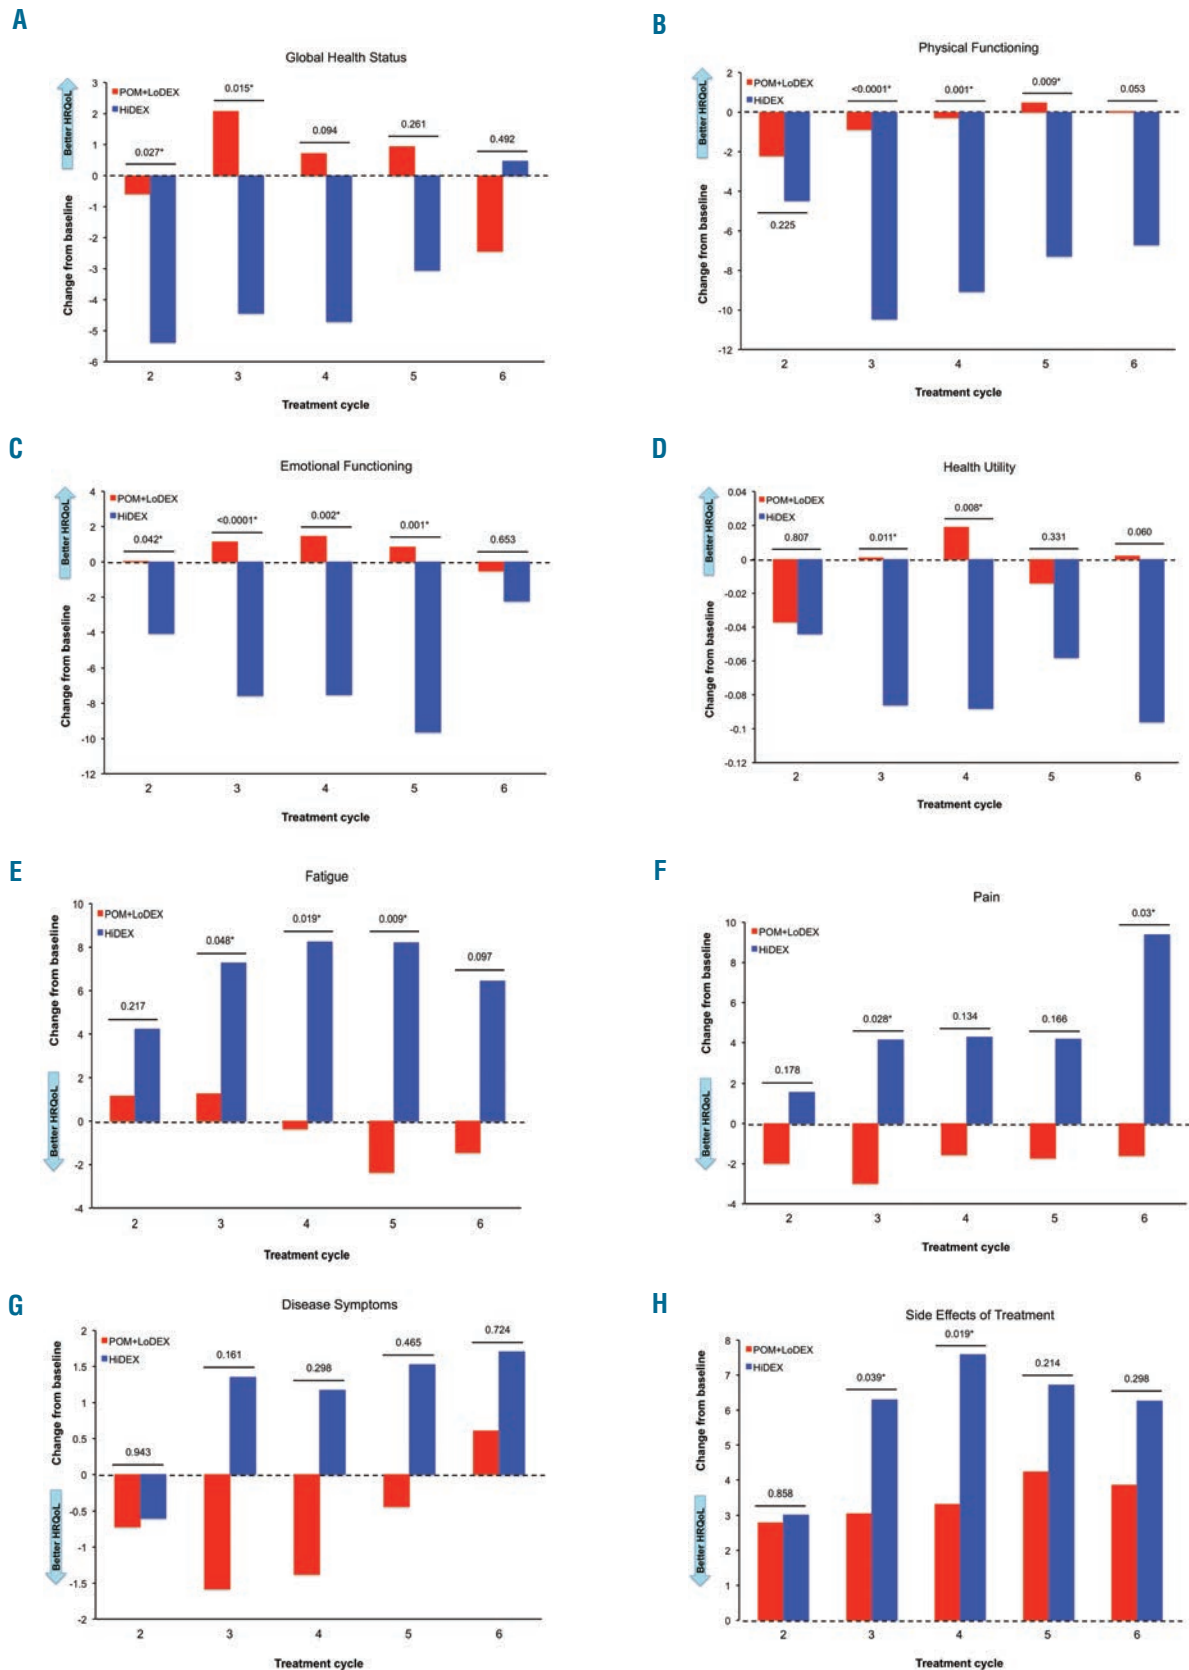 A
Global Health Status
Better HRQoL
Change from baseline
3
2
1
0
-1
-2
-3
-4
-5
-6
POM+LoDEX
HiDEX
0.027*
0.015*
0.094
0.261
0.492
2 3 4 5 6
Treatment cycle
B
Physical Functioning
Better HRQoL
Change from baseline
2
0
-2
-4
-6
-8
-10
-12
POM+LoDEX
HiDEX
0.225
<0.0001*
0.001*
0.009*
0.053
2 3 4 5 6
Treatment cycle
C
Emotional Functioning
Better HRQoL
Change from baseline
4
2
0
-2
-4
-6
-8
-10
-12
POM+LoDEX
HiDEX
0.042*
<0.0001*
0.002*
0.001*
0.653
2 3 4 5 6
Treatment cycle
D
Health Utility
Better HRQoL
Change from baseline
0.04
0.02
0
-0.02
-0.04
-0.06
-0.08
-0.1
-0.12
POM+LoDEX
HiDEX
0.807
0.011*
0.008*
0.331
0.060
2 3 4 5 6
Treatment cycle
E
Fatigue
Change from baseline
Better HRQoL
10
8
6
4
2
0
-2
-4
POM+LoDEX
HiDEX
0.217
0.048*
0.019*
0.009*
0.097
2 3 4 5 6
Treatment cycle
F
Pain
Change from baseline
Better HRQoL
10
8
6
4
2
0
-2
-4
POM+LoDEX
HiDEX
0.178
0.028*
0.134
0.166
0.03*
2 3 4 5 6
Treatment cycle
G
Disease Symptoms
Change from baseline
Better HRQoL
2
1.5
1
0.5
0
-0.5
-1
-1.5
-2
POM+LoDEX
HiDEX
0.943
0.161
0.298
0.465
0.724
2 3 4 5 6
Treatment cycle
H
Side Effects of Treatment
Change from baseline
Better HRQoL
8
7
6
5
4
3
2
1
0
POM+LoDEX
HiDEX
0.858
0.039*
0.019*
0.214
0.298
2 3 4 5 6
Treatment cycle